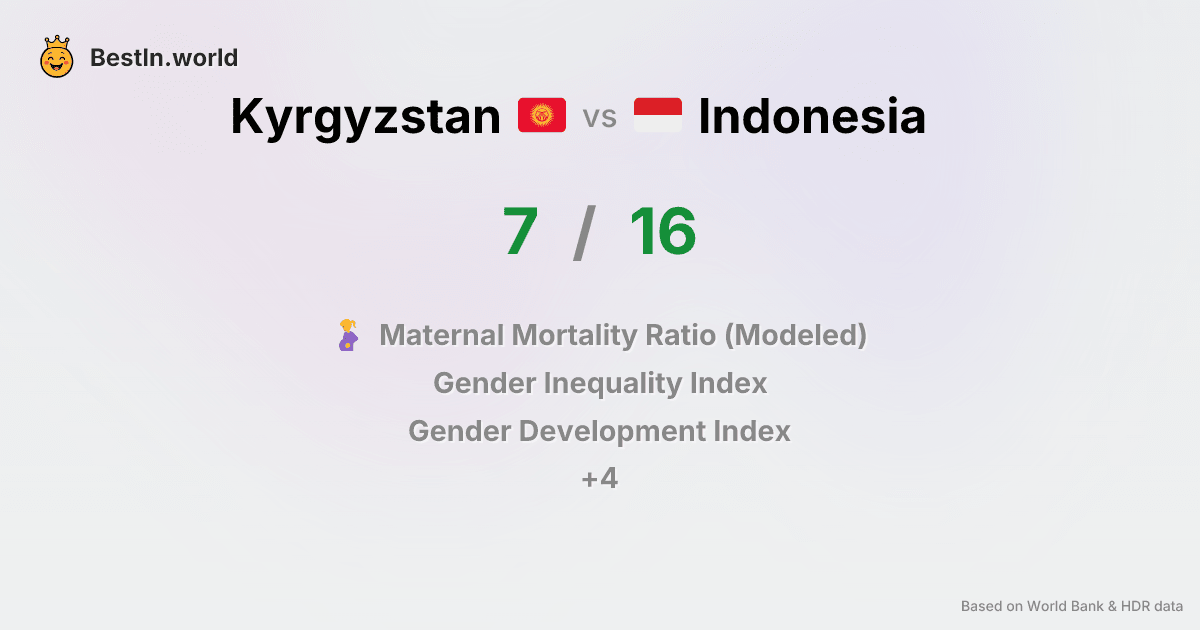 BestIn.world
Kyrgyzstan vs Indonesia
7 / 16
Maternal Mortality Ratio (Modeled)
Gender Inequality Index
Gender Development Index
+4
Based on World Bank & HDR data